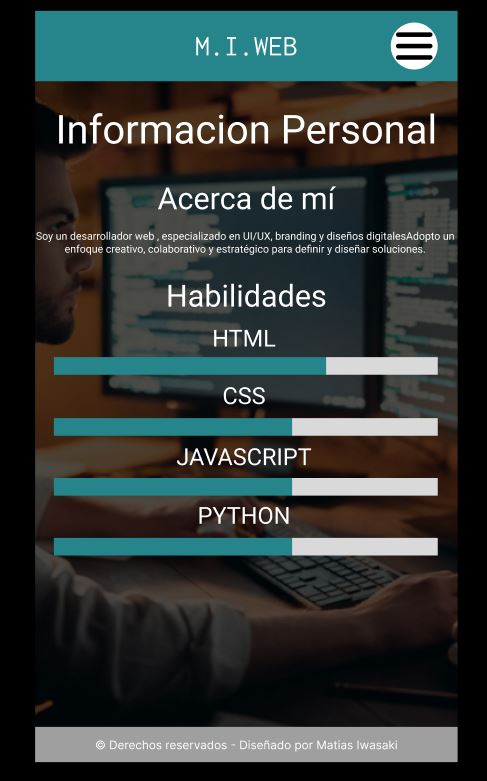 M.I.WEB
Informacion Personal
Acerca de mí
Soy un desarrollador web , especializado en UI/UX, branding y diseños digitalesAdopto un
enfoque creativo, colaborativo y estratégico para definir y diseñar soluciones.
Habilidades
HTML
CSS
JAVASCRIPT
PYTHON
© Derechos reservados - Diseñado por Matias Iwasaki